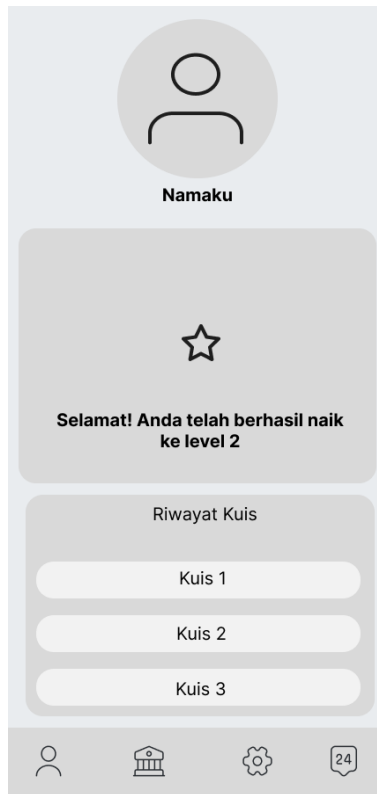 Namaku
Selamat! Anda telah berhasil naik
ke level 2
Riwayat Kuis
Kuis 1
Kuis 2
Kuis 3
24